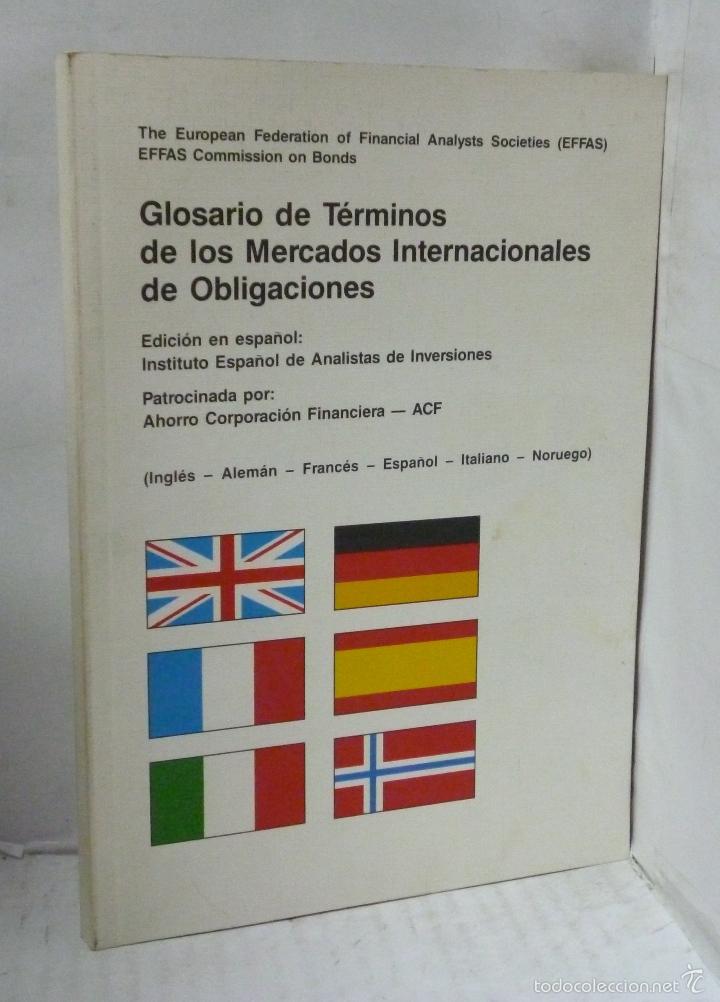 The European Federation of Financial Analysts Societies (EFFAS)
EFFAS Commission on Bonds
Glosario de Términos
de los Mercados Internacionales
de Obligaciones
Edición en español:
Instituto Español de Analistas de Inversiones
Patrocinada por:
Ahorro Corporación Financiera — ACF
(Inglés – Alemán – Francés – Español – Italiano – Noruego)
todocoleccion.net